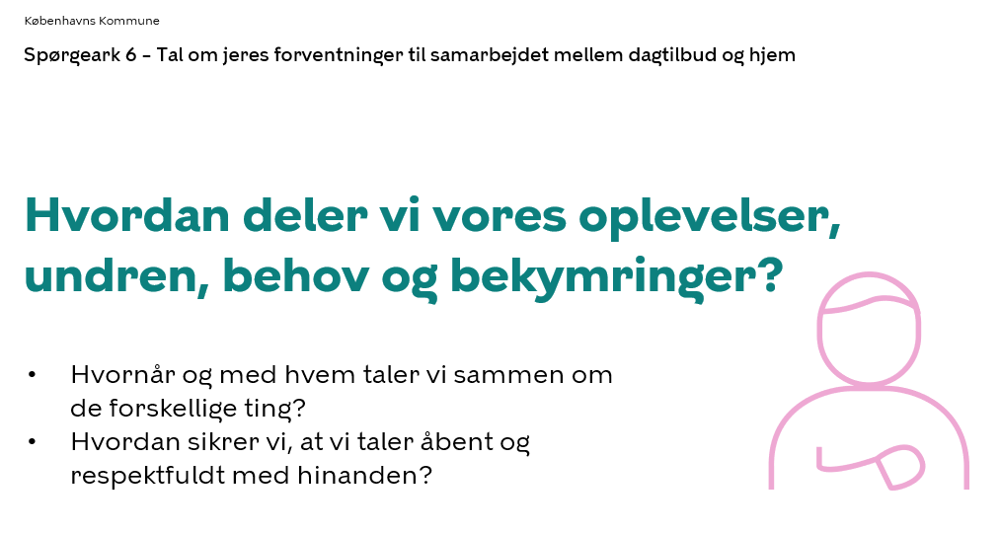 Københavns Kommune
Spørgeark 6 – Tal om jeres forventninger til samarbejdet mellem dagtilbud og hjem
Hvordan deler vi vores oplevelser,
undren, behov og bekymringer?
• Hvornår og med hvem taler vi sammen om
de forskellige ting?
• Hvordan sikrer vi, at vi taler åbent og
respektfuldt med hinanden?